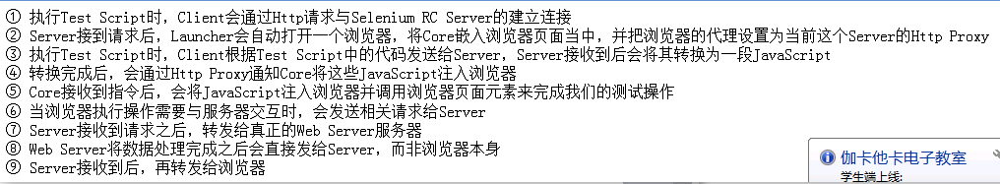 ① 执行Test Script时，Client会通过Http请求与Selenium RC Server的建立连接
② Server接到请求后，Launcher会自动打开一个浏览器，将Core嵌入浏览器页面当中，并把浏览器的代理设置为当前这个Server的Http Proxy
③ 执行Test Script时，Client根据Test Script中的代码发送给Server，Server接收到后会将其转换为一段JavaScript
④ 转换完成后，会通过Http Proxy通知Core将这些JavaScript注入浏览器
⑤ Core接收到指令后，会将JavaScript注入浏览器并调用浏览器页面元素来完成我们的测试操作
⑥ 当浏览器执行操作需要与服务器交互时，会发送相关请求给Server
⑦ Server接收到请求之后，转发给真正的Web Server服务器
⑧ Web Server将数据处理完成之后会直接发给Server，而非浏览器本身
⑨ Server接收到后，再转发给浏览器
伽卡他卡电子教室
学生端上线: